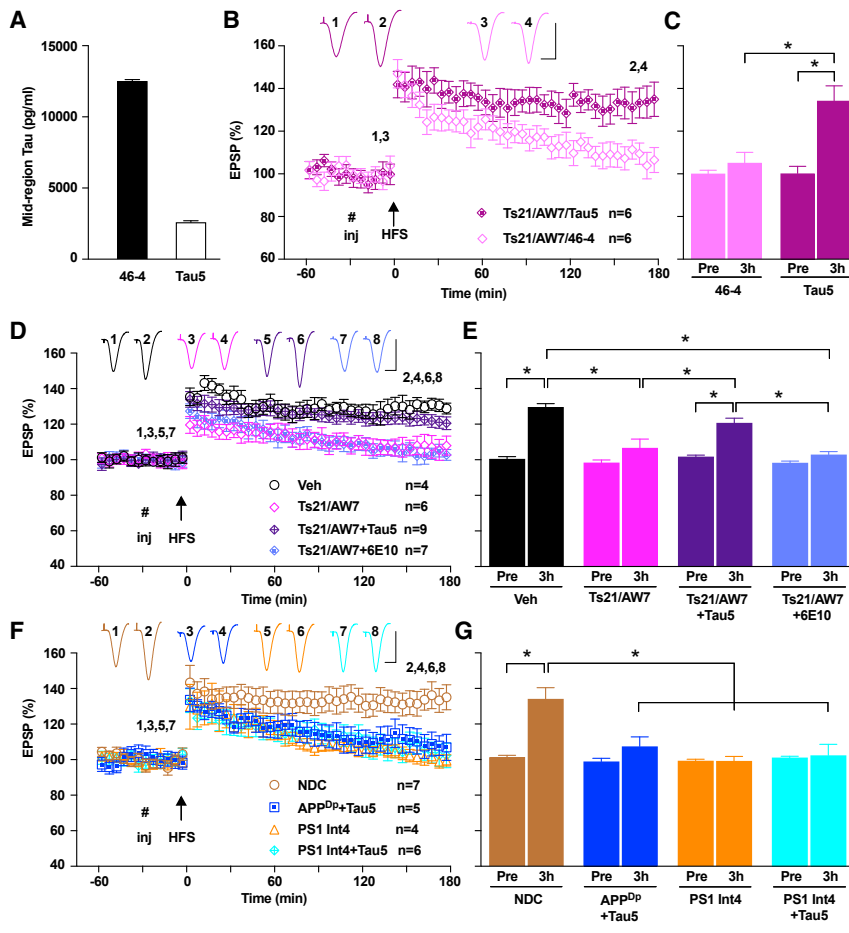 A
Mid-region Tau (pg/ml)
15000
10000
5000
0
46-4 Tau5
B
1 2 3 4
EPSP (%)
160
140
120
100
80
60
2,4
1,3
#
inj HFS
Ts21/AW7/Tau5 n=6
Ts21/AW7/46-4 n=6
-60 0 60 120 180
Time (min)
C
*
*
Pre 3h Pre 3h
46-4 Tau5
D
1 2 3 4 5 6 7 8
EPSP (%)
160
140
120
100
80
60
40
2,4,6,8
1,3,5,7
#
inj HFS
Veh n=4
Ts21/AW7 n=6
Ts21/AW7+Tau5 n=9
Ts21/AW7+6E10 n=7
-60 0 60 120 180
Time (min)
E
*
* * *
* *
Pre 3h Pre 3h Pre 3h Pre 3h
Veh Ts21/AW7 Ts21/AW7 Ts21/AW7
+Tau5 +6E10
F
1 2 3 4 5 6 7 8
EPSP (%)
160
140
120
100
80
60
40
2,4,6,8
1,3,5,7
#
inj HFS
NDC n=7
APPDp+Tau5 n=5
PS1 Int4 n=4
PS1 Int4+Tau5 n=6
-60 0 60 120 180
Time (min)
G
* *
Pre 3h Pre 3h Pre 3h Pre 3h
NDC APPDp PS1 Int4 PS1 Int4
+Tau5 +Tau5